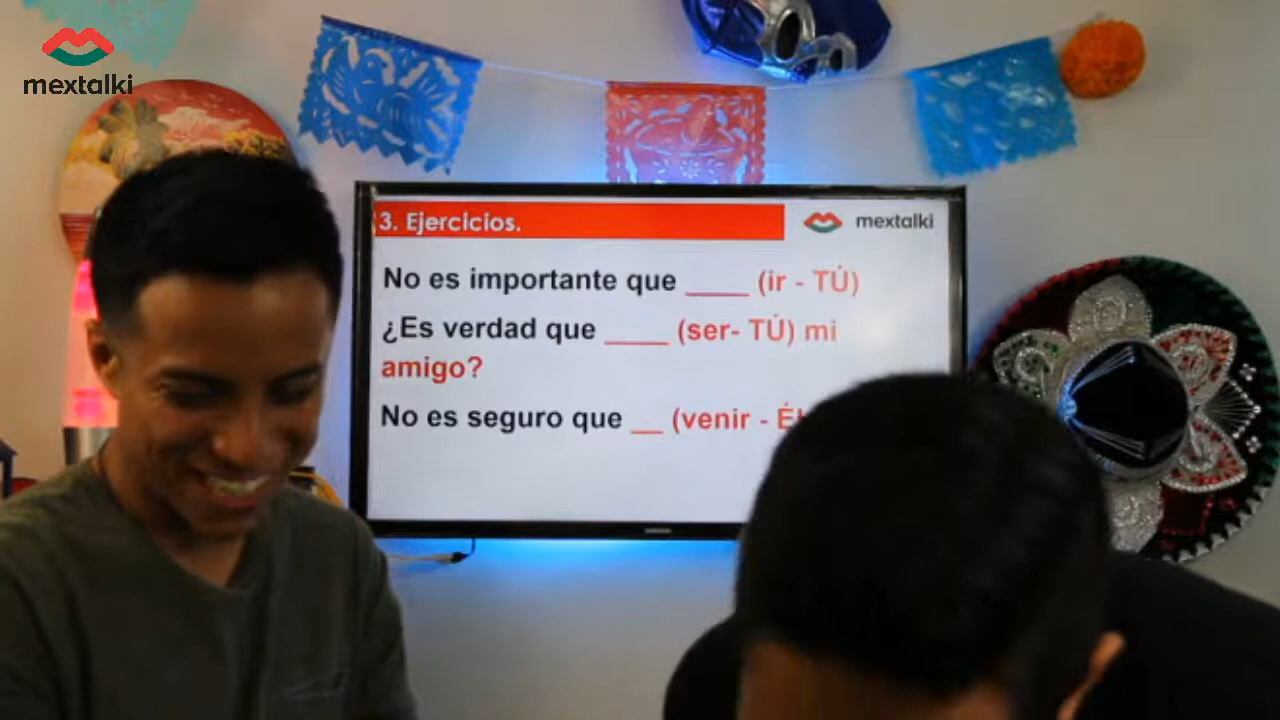 mextalki
3. Ejercicios.
mextalki
No es importante que ____ (ir - TÚ)
¿Es verdad que ____ (ser- TÚ) mi
amigo?
No es seguro que __ (venir -